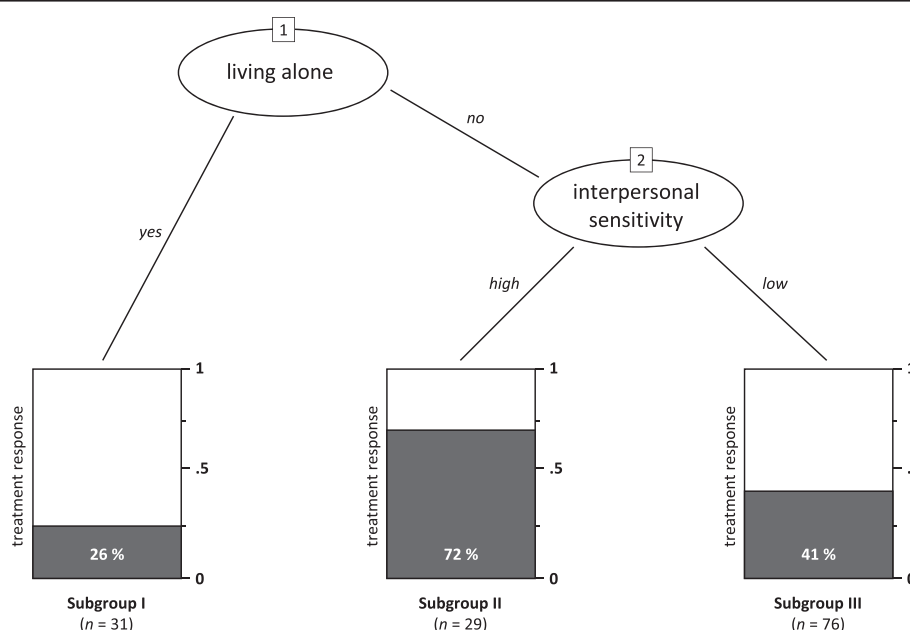 1
living alone
no
2
interpersonal
sensitivity
yes
high
low
treatment response
1
.5
0
26 %
treatment response
1
.5
0
72 %
treatment response
41 %
Subgroup I
(n = 31)
Subgroup II
(n = 29)
Subgroup III
(n = 76)